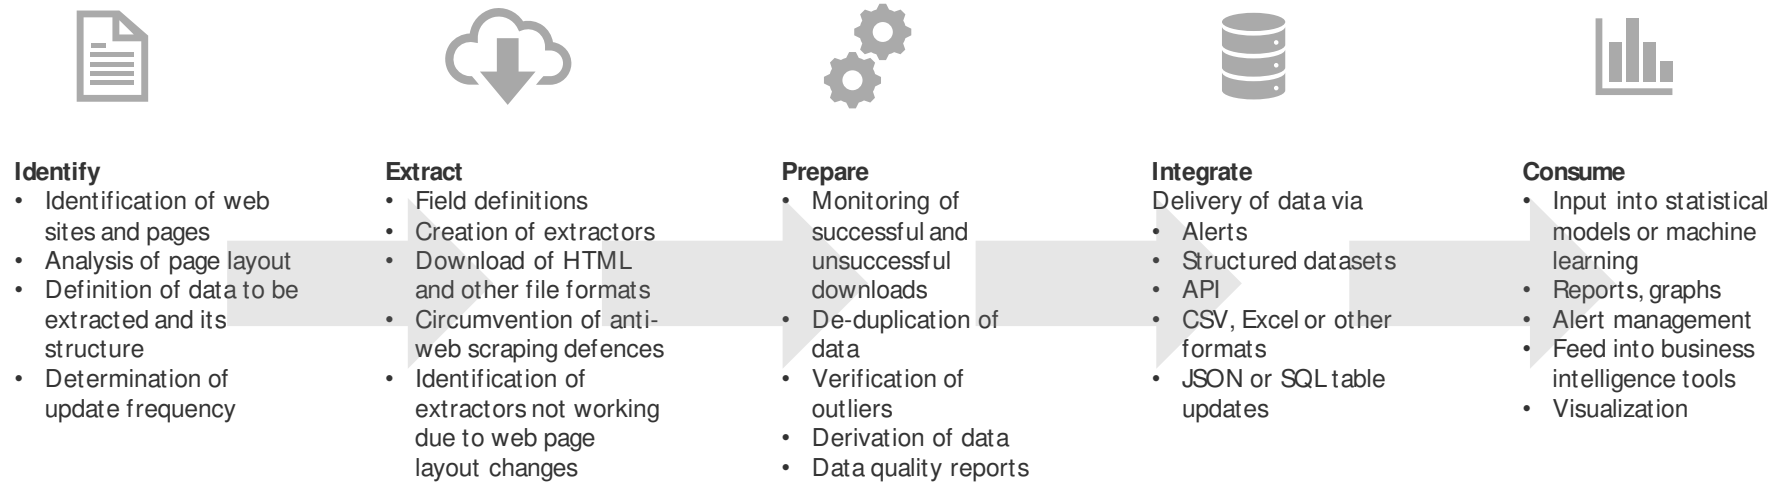 Identify
• Identification of web
sites and pages
• Analysis of page layout
• Definition of data to be
extracted and its
structure
• Determination of
update frequency
Extract
• Field definitions
• Creation of extractors
• Download of HTML
and other file formats
• Circumvention of anti-
web scraping defences
• Identification of
extractors not working
due to web page
layout changes
Prepare
• Monitoring of
successful and
unsuccessful
downloads
• De-duplication of
data
• Verification of
outliers
• Derivation of data
• Data quality reports
Integrate
Delivery of data via
• Alerts
• Structured datasets
• API
• CSV, Excel or other
formats
• JSON or SQL table
updates
Consume
• Input into statistical
models or machine
learning
• Reports, graphs
• Alert management
• Feed into business
intelligence tools
• Visualization